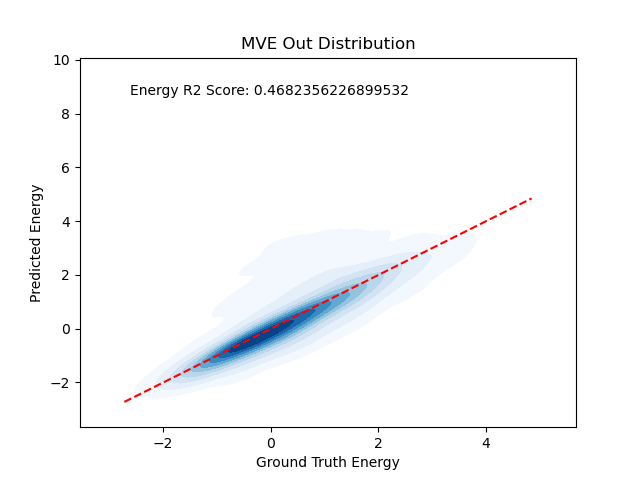 MVE Out Distribution
Energy R2 Score: 0.4682356226899532
Predicted Energy
10
8
6
4
2
0
−2
−2
0
2
4
Ground Truth Energy